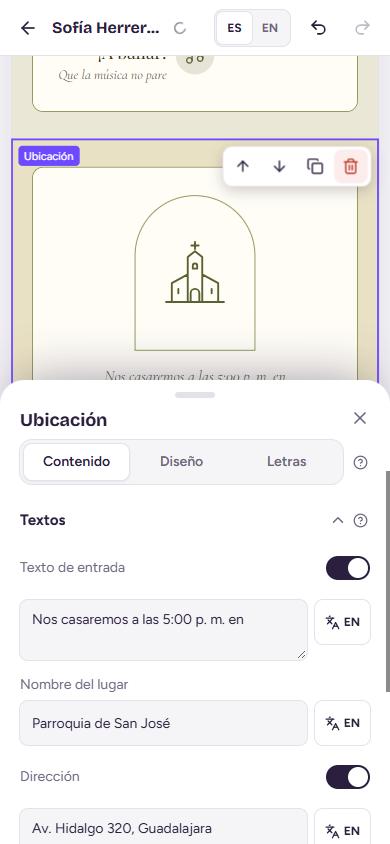 Sofía Herrer...
ES
EN
¡A bailar!
Que la música no pare
Ubicación
Nos casaremos a las 5:00 p. m. en
Ubicación
Contenido
Diseño
Letras
Textos
Texto de entrada
Nos casaremos a las 5:00 p. m. en
EN
Nombre del lugar
Parroquia de San José
EN
Dirección
Av. Hidalgo 320, Guadalajara
EN